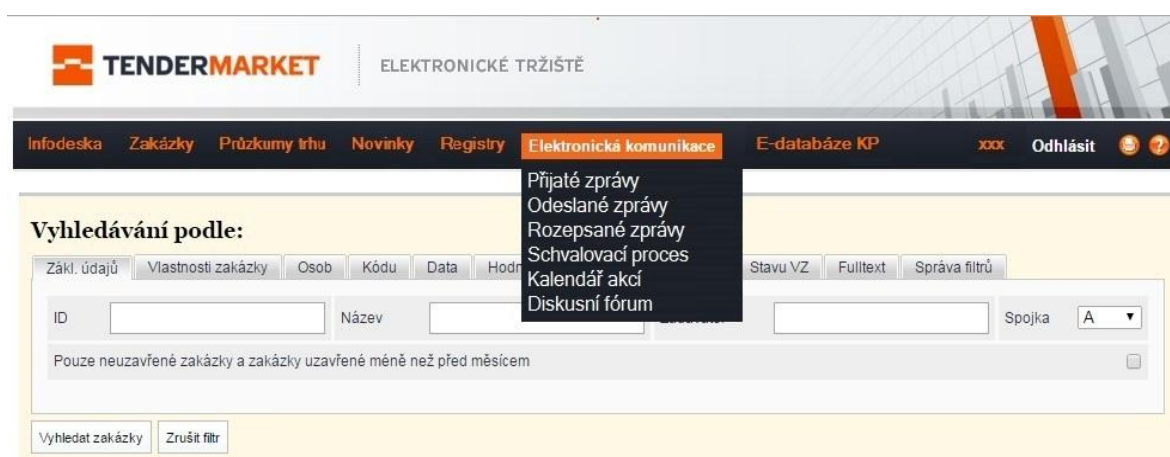 TENDERMARKET ELEKTRONICKÉ TRŽIŠTĚ
Infodeska Zakázky Průzkumy trhu Novinky Registry Elektronická komunikace E-databáze KP xxx Odhlásit ?
Přijaté zprávy
Odeslané zprávy
Rozepsané zprávy
Schvalovací proces
Kalendář akcí
Diskusní fórum
Vyhledávání podle:
Zákl. údajů Vlastnosti zakázky Osob Kódu Data Stavu VZ Fulltext Správa filtrů
ID Název Spojka A
Pouze neuzavřené zakázky a zakázky uzavřené méně než před měsícem
Vyhledat zakázky Zrušit filtr